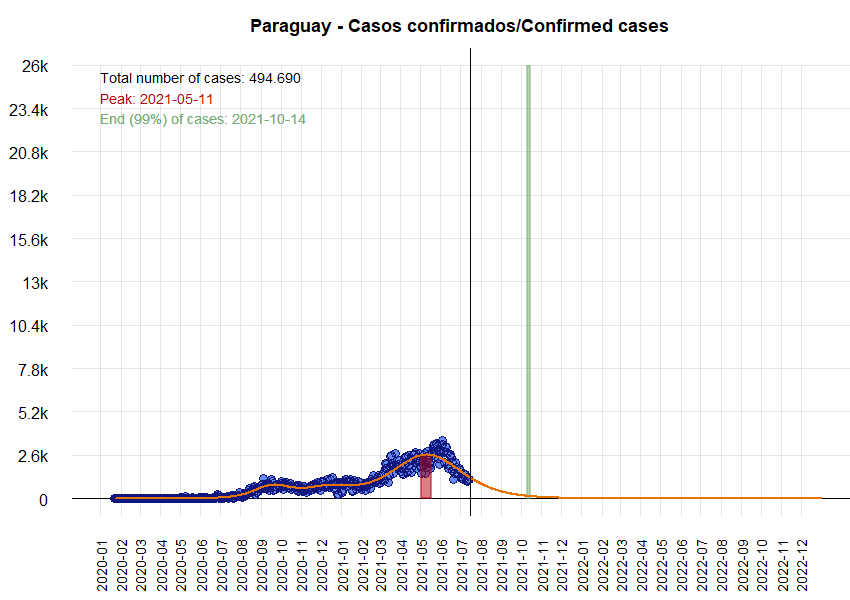 Paraguay - Casos confirmados/Confirmed cases
Total number of cases: 494.690
Peak: 2021-05-11
End (99%) of cases: 2021-10-14
26k
23.4k
20.8k
18.2k
15.6k
13k
10.4k
7.8k
5.2k
2.6k
0
2020-01
2020-02
2020-03
2020-04
2020-05
2020-06
2020-07
2020-08
2020-09
2020-10
2020-11
2020-12
2021-01
2021-02
2021-03
2021-04
2021-05
2021-06
2021-07
2021-08
2021-09
2021-10
2021-11
2021-12
2022-01
2022-02
2022-03
2022-04
2022-05
2022-06
2022-07
2022-08
2022-09
2022-10
2022-11
2022-12